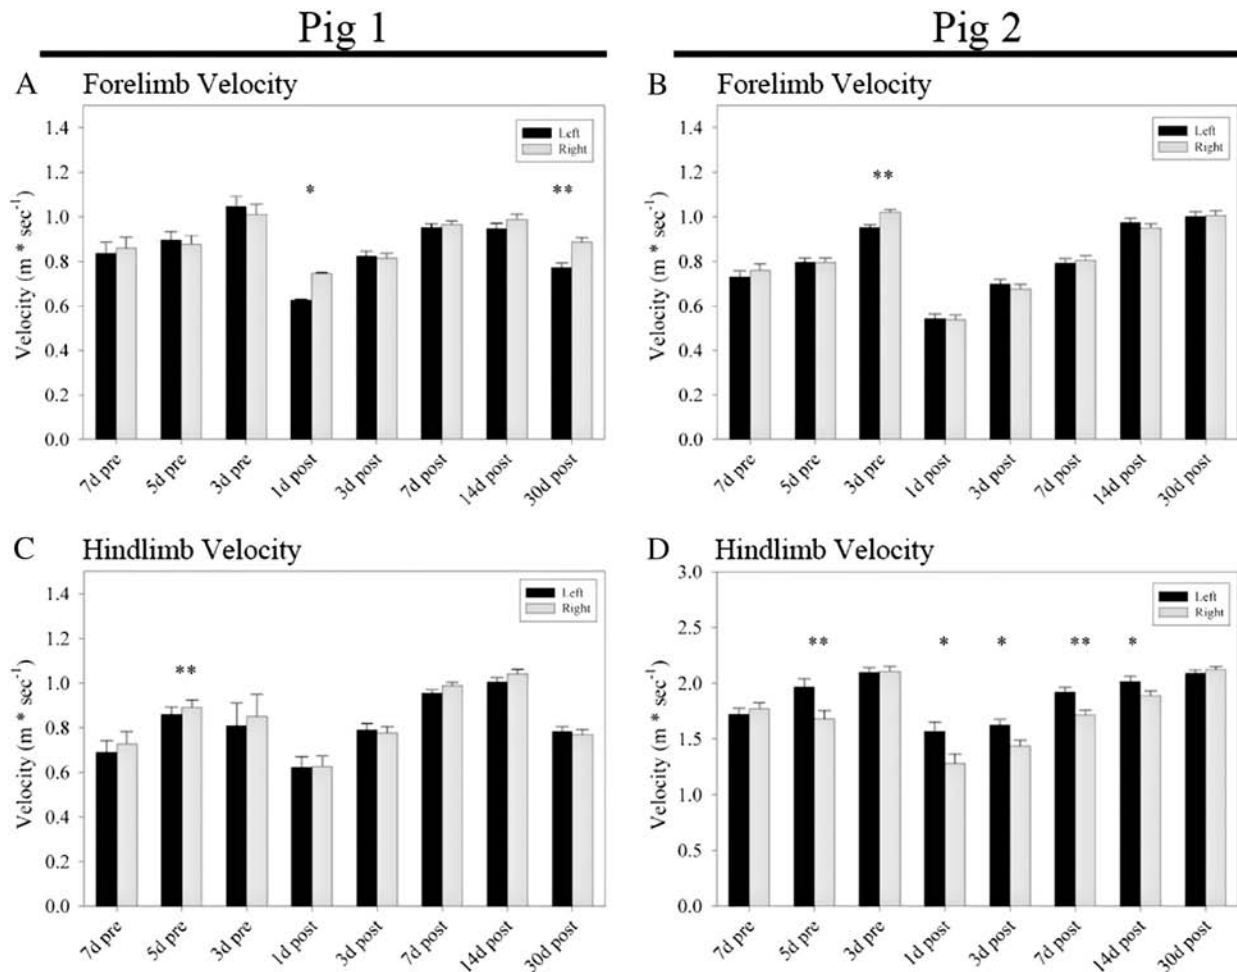 Pig 1
Pig 2
A Forelimb Velocity
Velocity (m * sec-1)
1.4
1.2
1.0
0.8
0.6
0.4
0.2
0.0
Left
Right
*
**
7d pre
5d pre
3d pre
1d post
3d post
7d post
14d post
30d post
B Forelimb Velocity
Velocity (m * sec-1)
1.4
1.2
1.0
0.8
0.6
0.4
0.2
0.0
Left
Right
**
7d pre
5d pre
3d pre
1d post
3d post
7d post
14d post
30d post
C Hindlimb Velocity
Velocity (m * sec-1)
1.4
1.2
1.0
0.8
0.6
0.4
0.2
0.0
Left
Right
**
7d pre
5d pre
3d pre
1d post
3d post
7d post
14d post
30d post
D Hindlimb Velocity
Velocity (m * sec-1)
3.0
2.5
2.0
1.5
1.0
0.5
0.0
Left
Right
**
*
*
**
*
7d pre
5d pre
3d pre
1d post
3d post
7d post
14d post
30d post